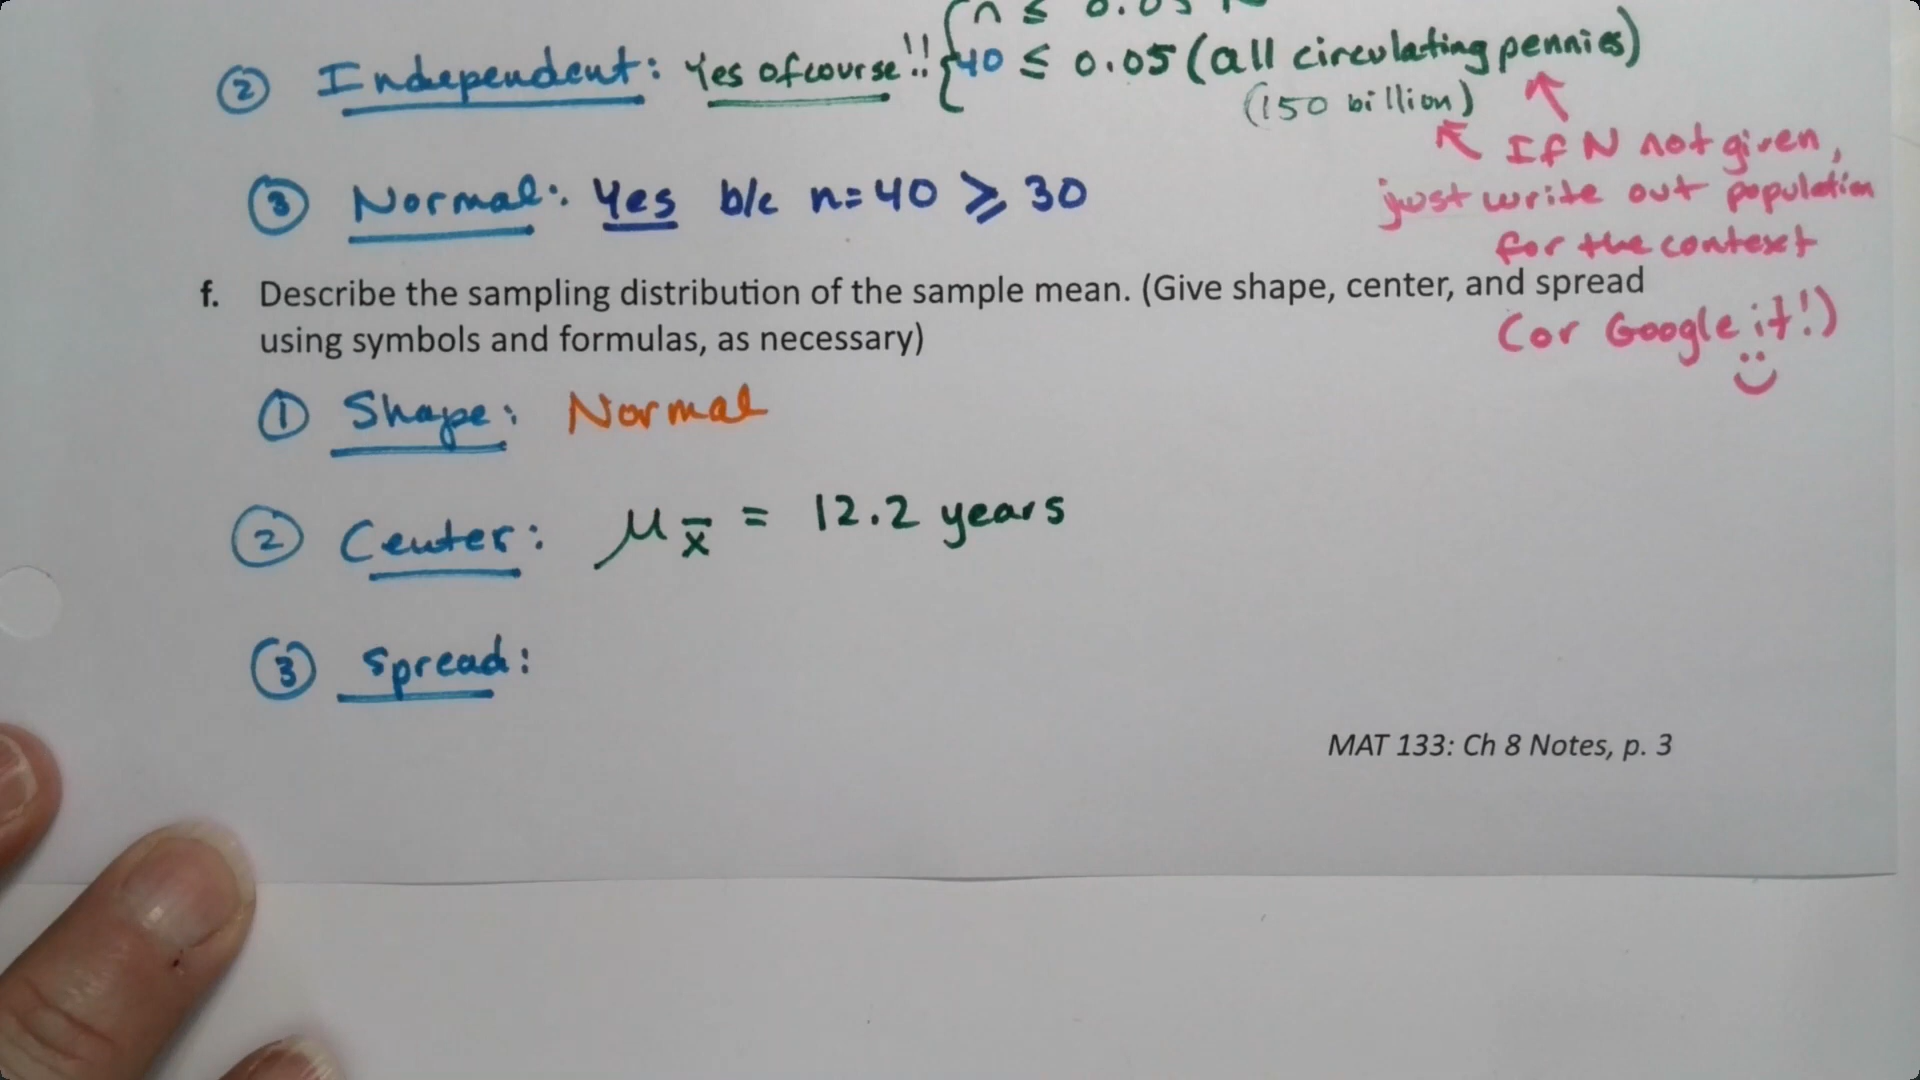 n ≤ 0.05 N
② Independent: Yes of course!! { 40 ≤ 0.05 (all circulating pennies)
(150 billion)
If N not given,
just write out population
for the context
(or Google it!)
③ Normal: Yes b/c n=40 ≥ 30
f. Describe the sampling distribution of the sample mean. (Give shape, center, and spread
using symbols and formulas, as necessary)
① Shape: Normal
② Center: μx̄ = 12.2 years
③ Spread:
MAT 133: Ch 8 Notes, p. 3